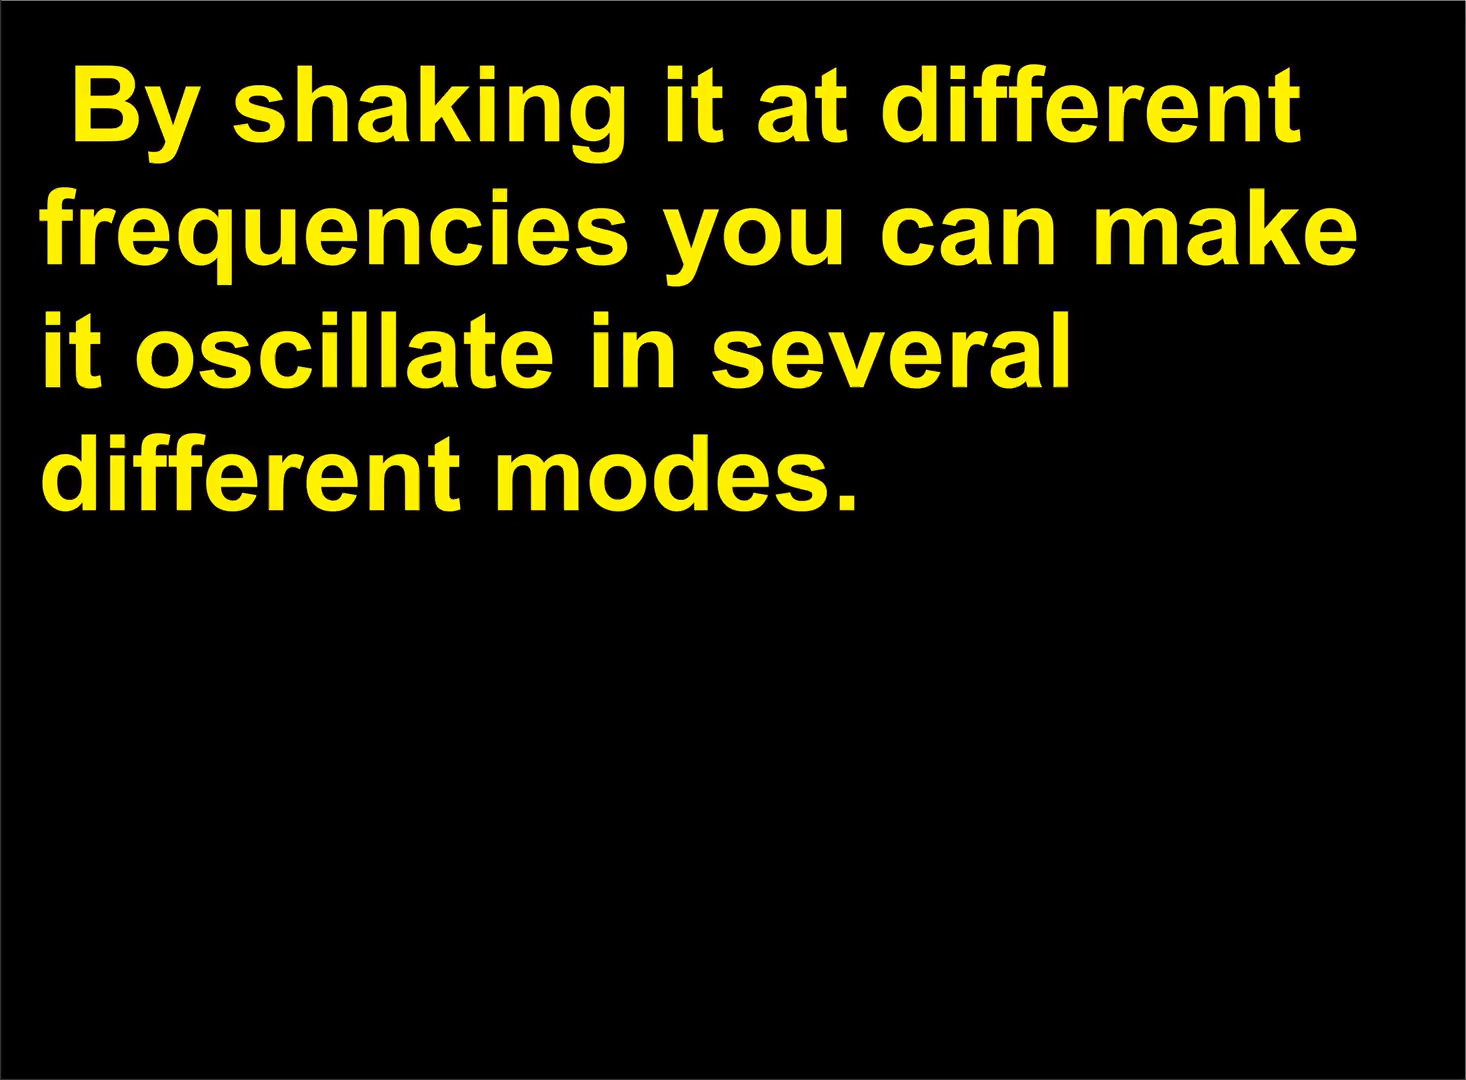 By shaking it at different
frequencies you can make
it oscillate in several
different modes.